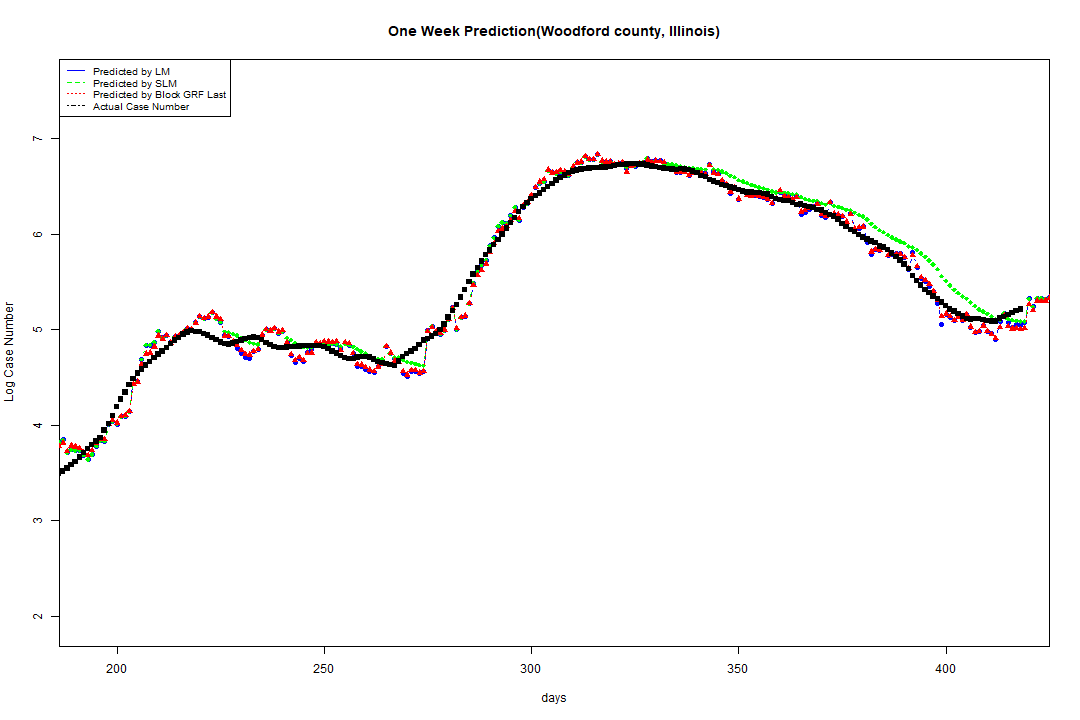 One Week Prediction(Woodford county, Illinois)
Predicted by LM
Predicted by SLM
Predicted by Block GRF Last
Actual Case Number
7
6
5
4
3
2
Log Case Number
200 250 300 350 400
days